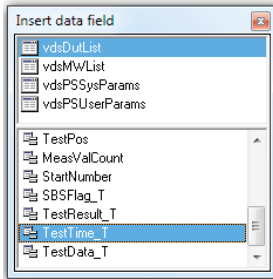 Insert data field
vdsDutList
vdsMWList
vdsPSSysParams
vdsPSUserParams
TestPos
MeasValCount
StartNumber
SBSFlag_T
TestResult_T
TestTime_T
TestData_T